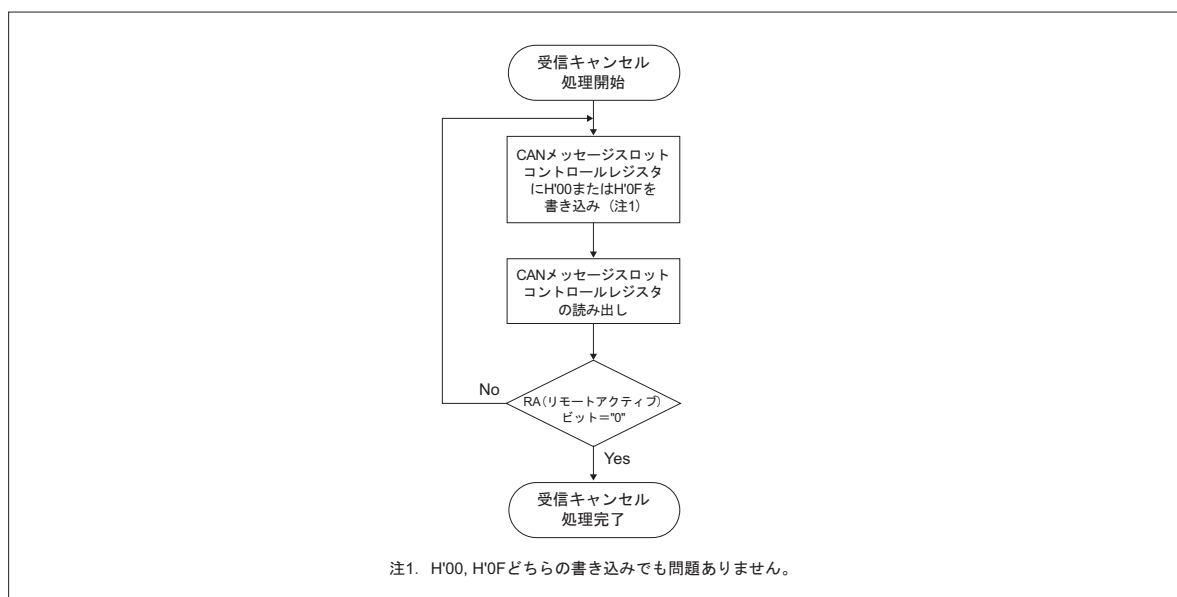 受信キャンセル
処理開始
CANメッセージスロット
コントロールレジスタ
にH'00またはH'0Fを
書き込み（注1）
CANメッセージスロット
コントロールレジスタ
の読み出し
No
RA（リモートアクティブ）
ビット＝"0"
Yes
受信キャンセル
処理完了
注1. H'00, H'0Fどちらの書き込みでも問題ありません。